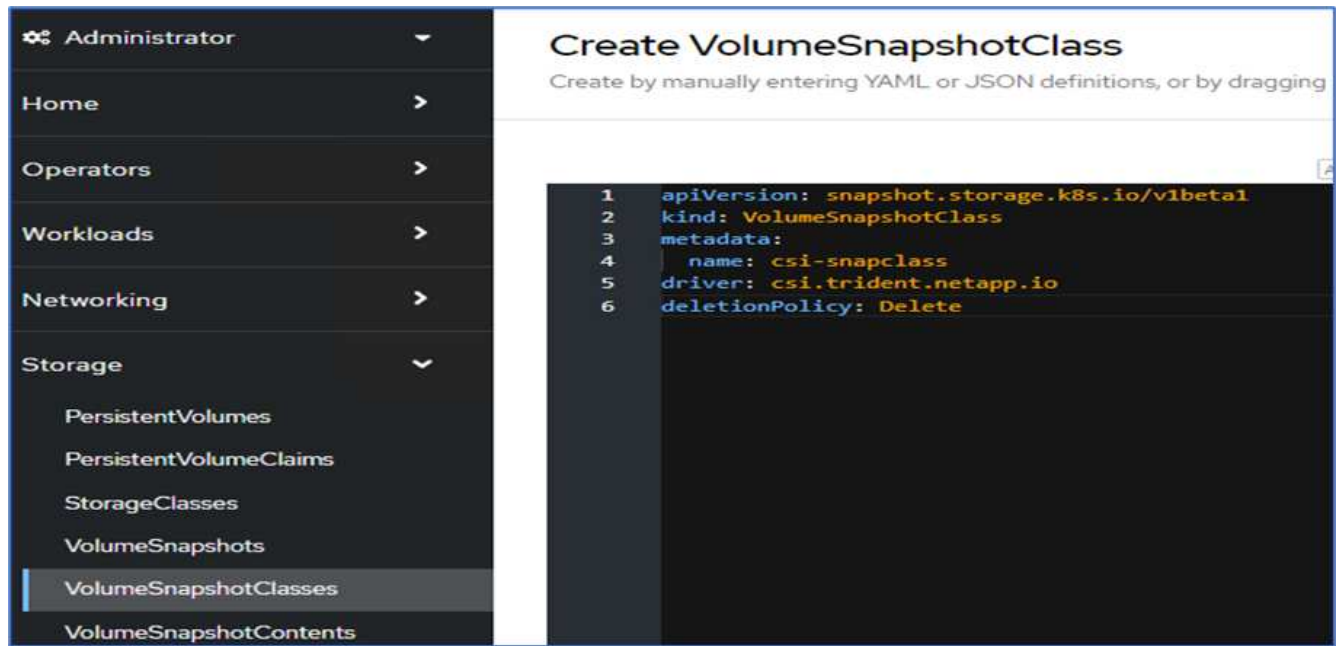 Administrator
Home
Operators
Workloads
Networking
Storage
PersistentVolumes
PersistentVolumeClaims
StorageClasses
VolumeSnapshots
VolumeSnapshotClasses
VolumeSnapshotContents
Create VolumeSnapshotClass
Create by manually entering YAML or JSON definitions, or by dragging
1 apiVersion: snapshot.storage.k8s.io/v1beta1
2 kind: VolumeSnapshotClass
3 metadata:
4   name: csi-snapclass
5 driver: csi.trident.netapp.io
6 deletionPolicy: Delete